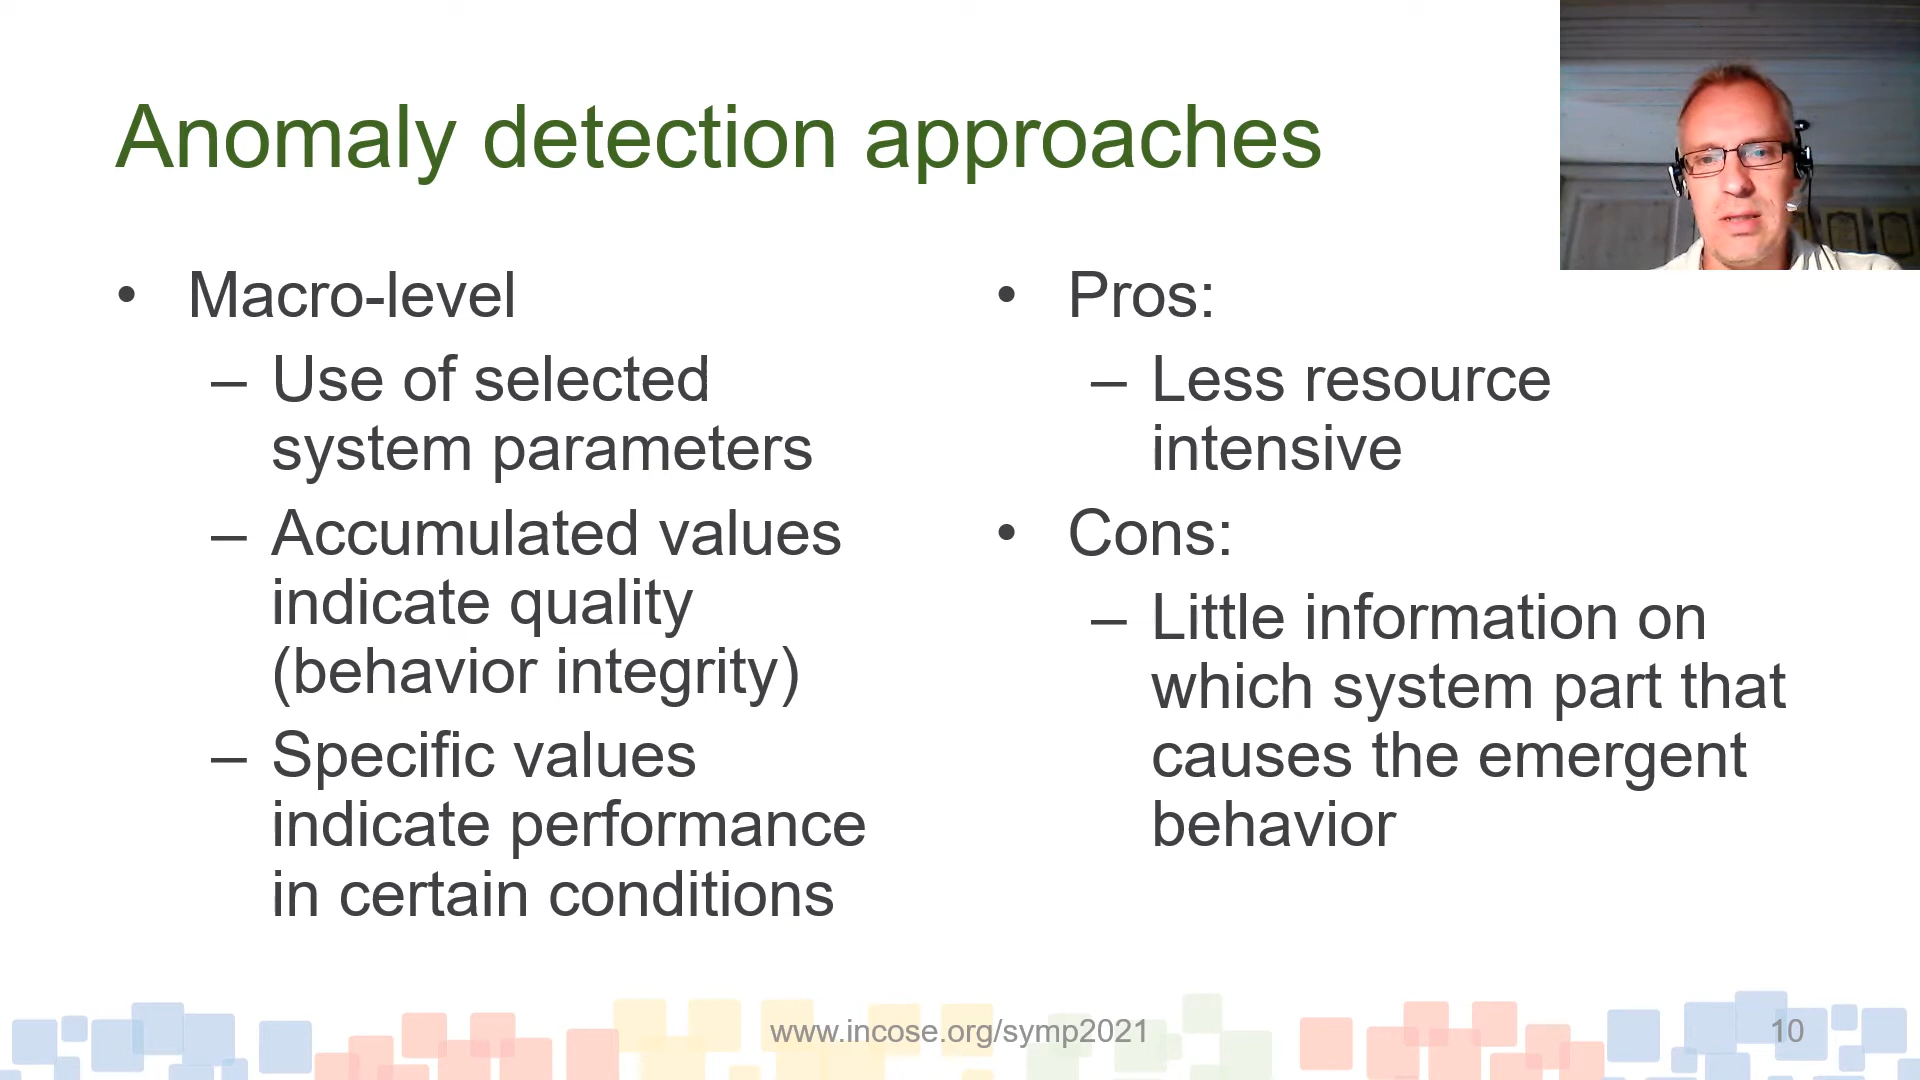 Anomaly detection approaches
• Macro-level
– Use of selected
system parameters
– Accumulated values
indicate quality
(behavior integrity)
– Specific values
indicate performance
in certain conditions
• Pros:
– Less resource
intensive
• Cons:
– Little information on
which system part that
causes the emergent
behavior
www.incose.org/symp2021
10